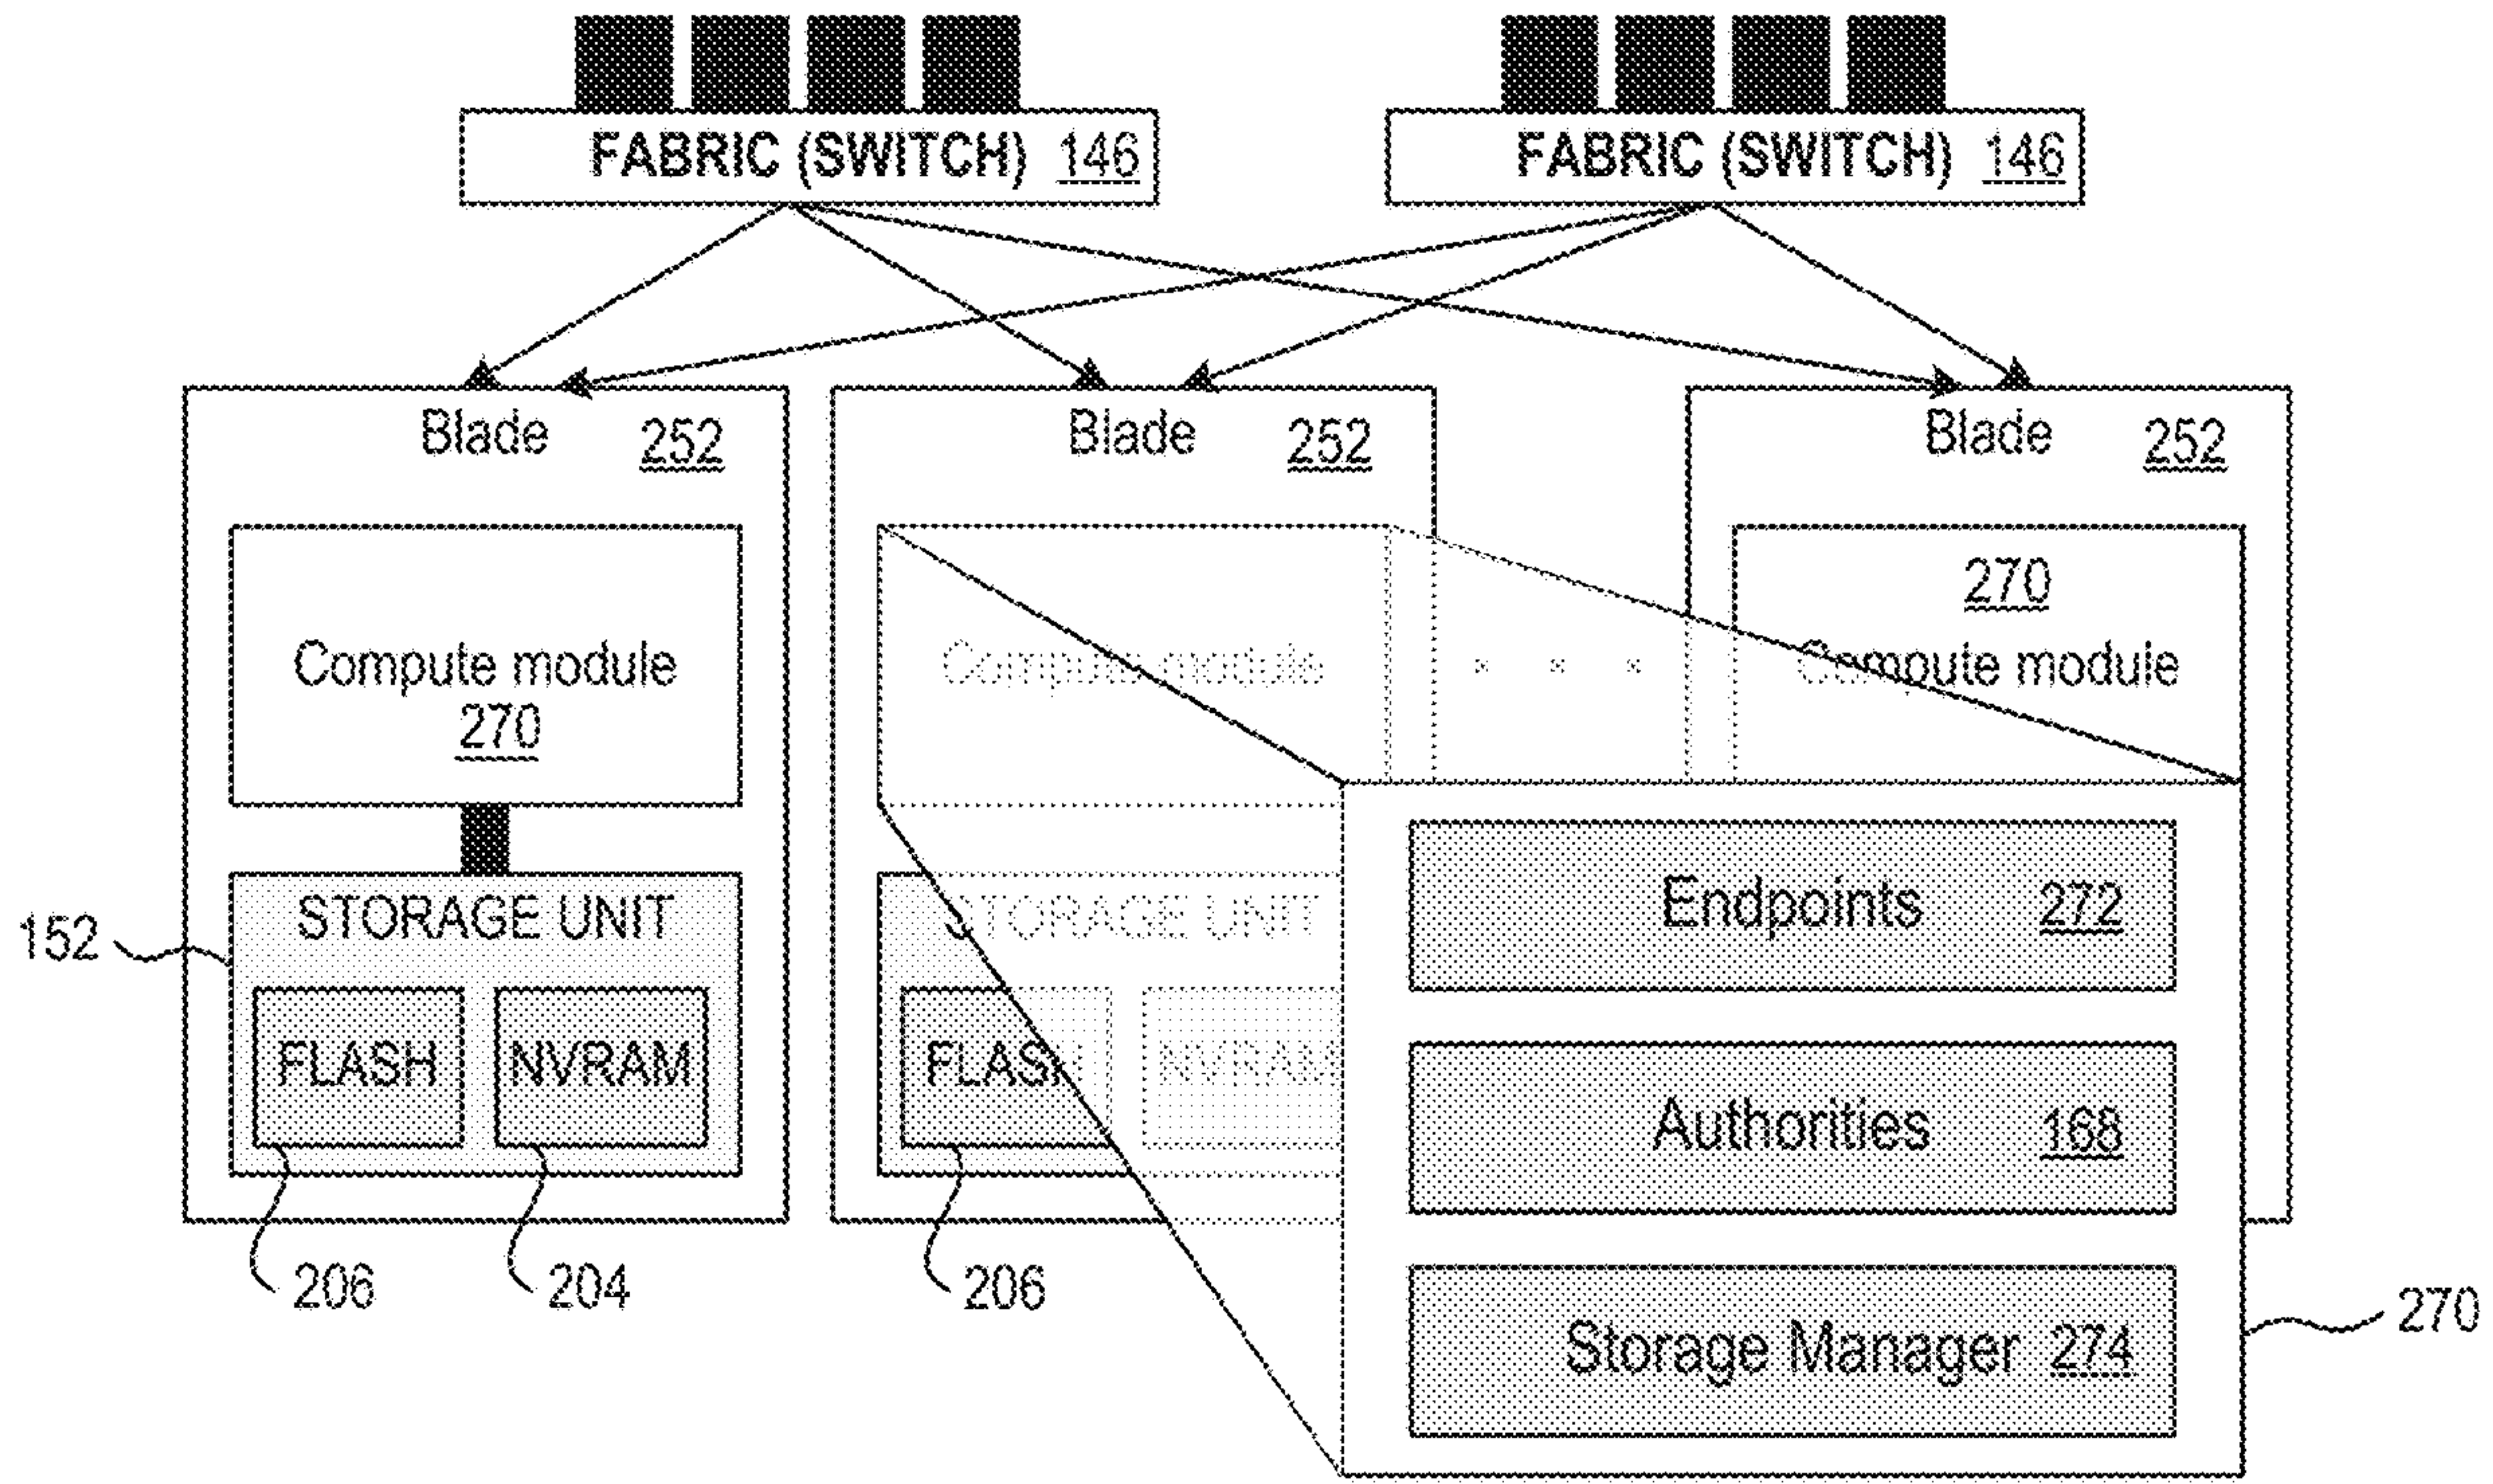 FABRIC (SWITCH) 146
FABRIC (SWITCH) 146
Blade 252
Blade 252
Blade 252
270
Compute module
270
Compute module
Compute module
152
STORAGE UNIT
FLASH
NVRAM
206
204
STORAGE UNIT
FLASH
NVRAM
206
Endpoints 272
Authorities 168
Storage Manager 274
270